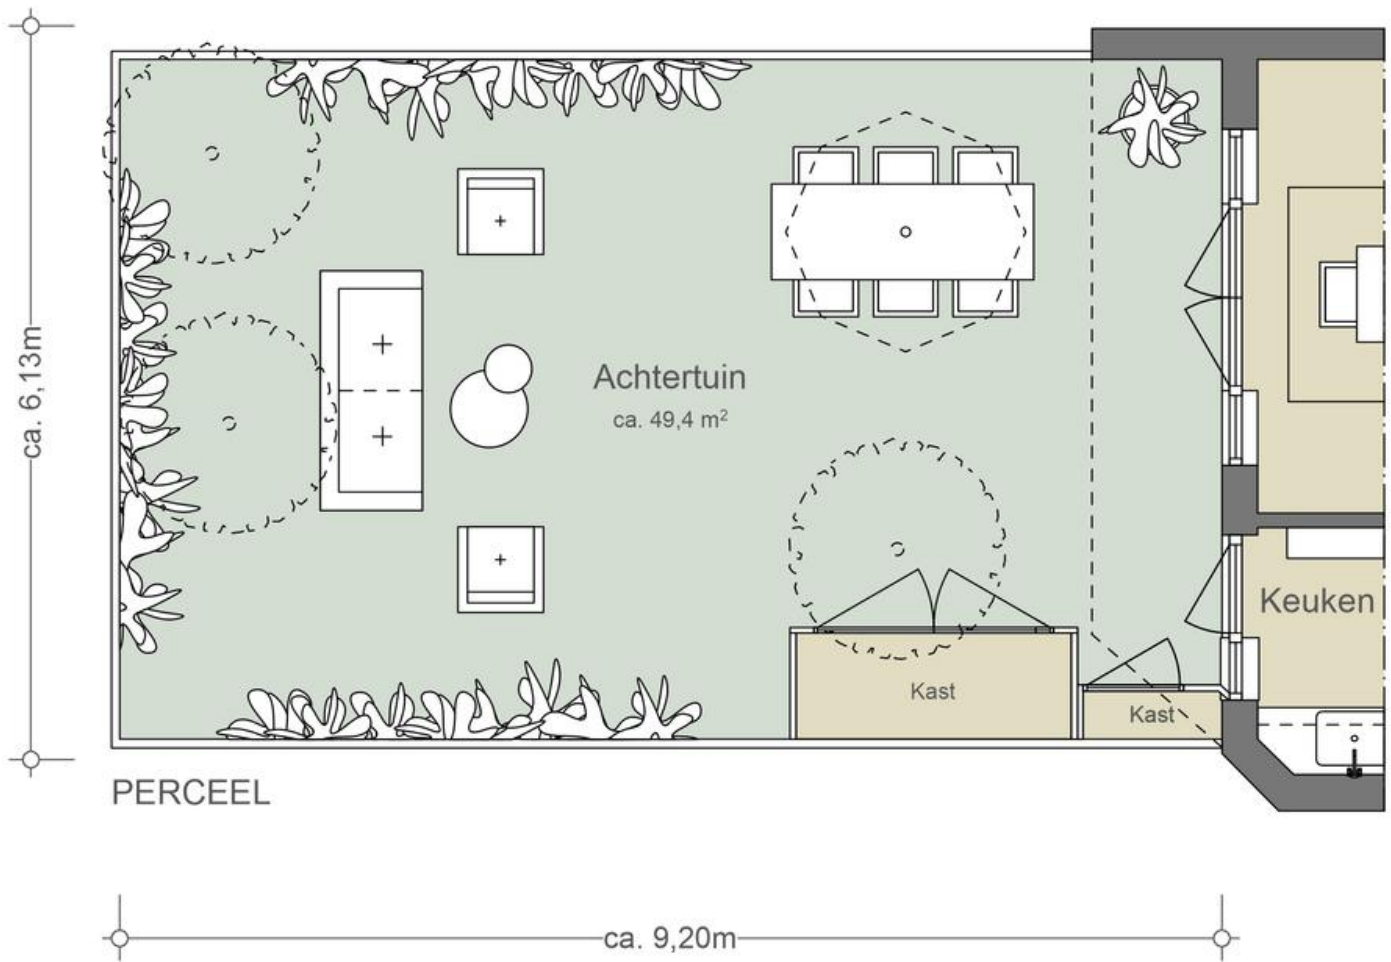 ca. 6,13m
Achtertuin
ca. 49,4 m²
Keuken
Kast
Kast
PERCEEL
ca. 9,20m